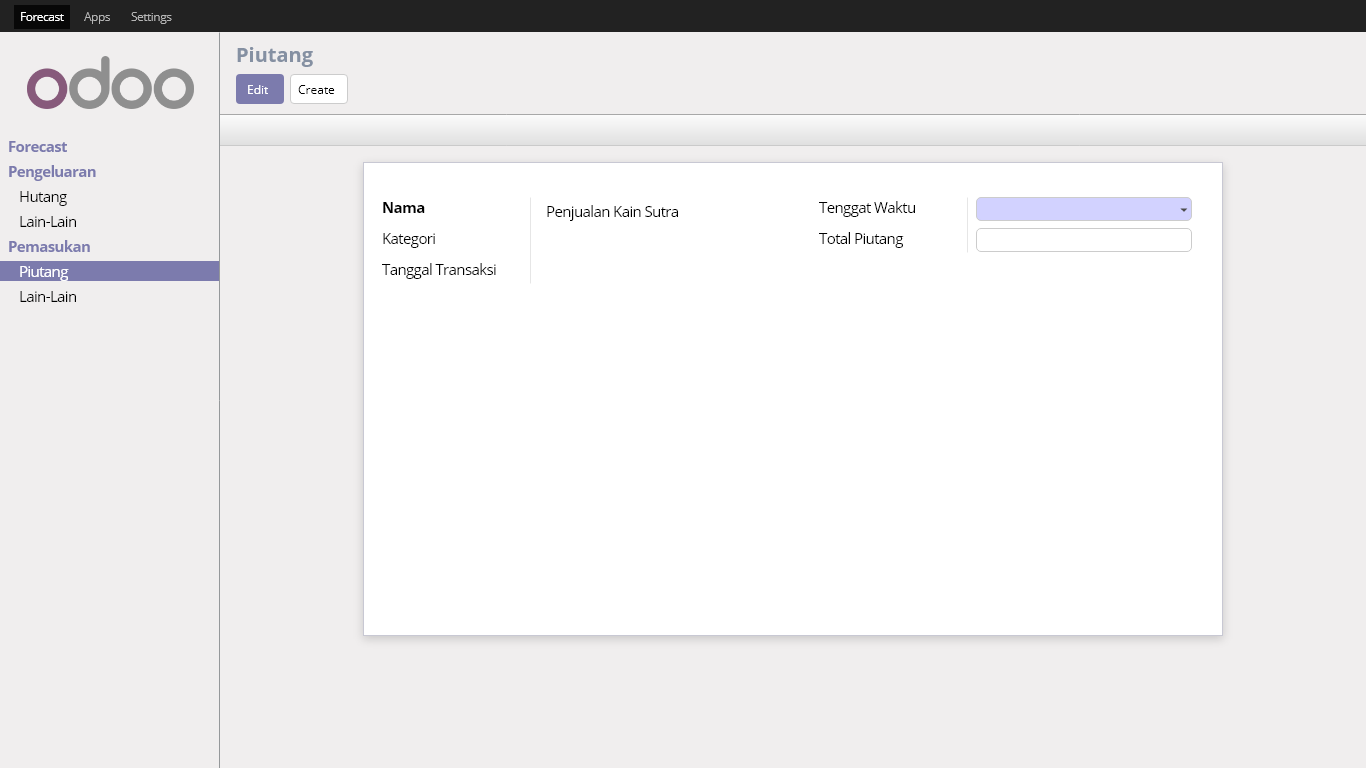 Forecast Apps Settings
odoo
Forecast
Pengeluaran
Hutang
Lain-Lain
Pemasukan
Piutang
Lain-Lain
Piutang
Edit Create
Nama Penjualan Kain Sutra
Kategori
Tanggal Transaksi
Tenggat Waktu
Total Piutang